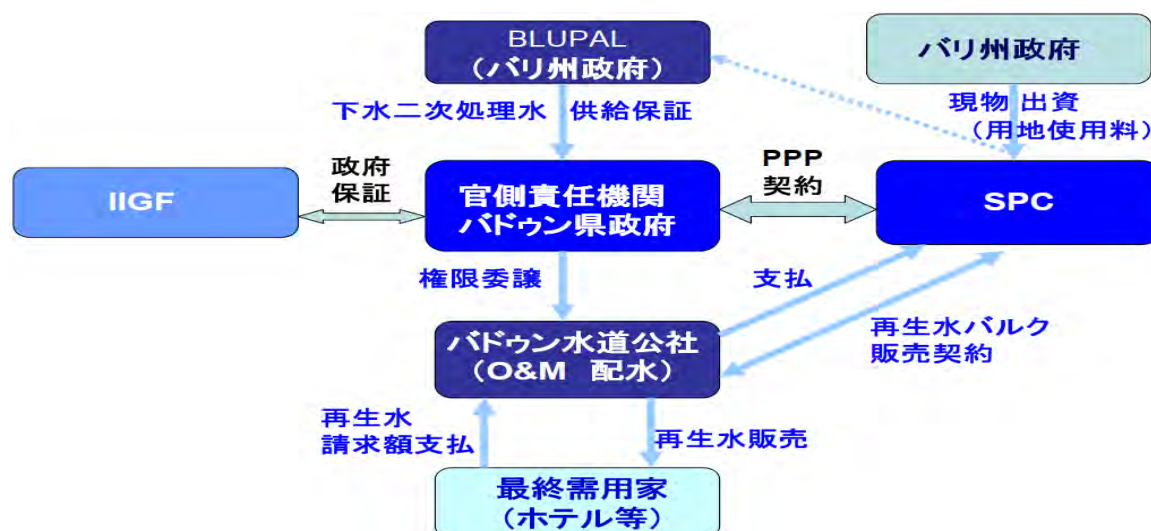 BLUPAL
（バリ州政府）
バリ州政府
下水二次処理水 供給保証
現物 出資
（用地使用料）
IIGF
政府
保証
官側責任機関
バドゥン県政府
PPP
契約
SPC
権限委譲
支払
バドゥン水道公社
（O&M 配水）
再生水バルク
販売契約
再生水
請求額支払
再生水販売
最終需用家
（ホテル等）